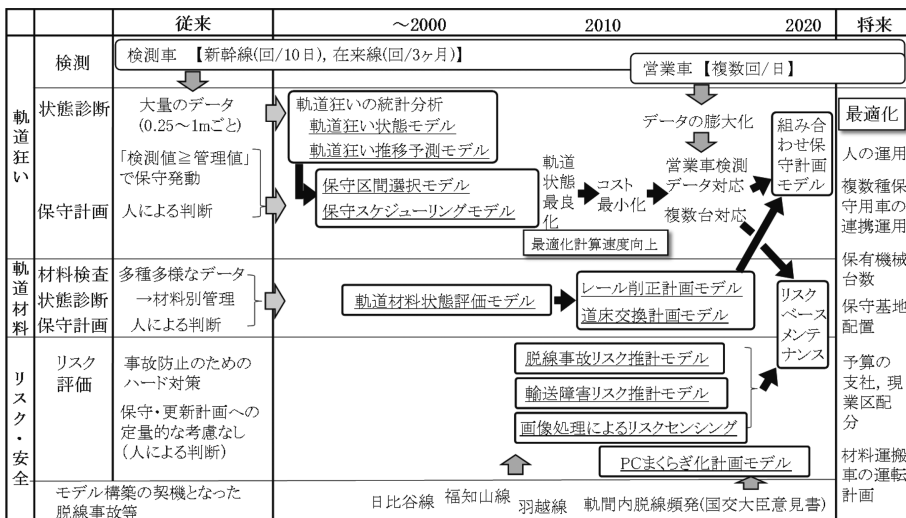 従来
～2000
2010
2020
将来
軌道狂い
検測
検測車 【新幹線(回/10日), 在来線(回/3ヶ月)】
営業車 【複数回/日】
状態診断
大量のデータ
(0.25～1mごと)
軌道狂いの統計分析
軌道狂い状態モデル
軌道狂い推移予測モデル
データの膨大化
組み合
わせ保
守計画
モデル
最適化
「検測値≧管理値」
で保守発動
保守計画
人による判断
保守区間選択モデル
保守スケジューリングモデル
軌道
状態
最良
化
コスト
最小化
営業車検測
データ対応
複数台対応
最適化計算速度向上
人の運用
複数種保
守用車の
連携運用
保有機械
台数
保守基地
配置
予算の
支社, 現
業区配
分
材料運搬
車の運転
計画
軌道材料
材料検査
状態診断
保守計画
多種多様なデータ
→材料別管理
人による判断
軌道材料状態評価モデル
レール削正計画モデル
道床交換計画モデル
リスク
ベース
メンテ
ナンス
リスク・安全
リスク
評価
事故防止のための
ハード対策
保守・更新計画への
定量的な考慮なし
(人による判断)
脱線事故リスク推計モデル
輸送障害リスク推計モデル
画像処理によるリスクセンシング
PCまくらぎ化計画モデル
モデル構築の契機となった
脱線事故等
日比谷線
福知山線
羽越線
軌間内脱線頻発(国交大臣意見書)